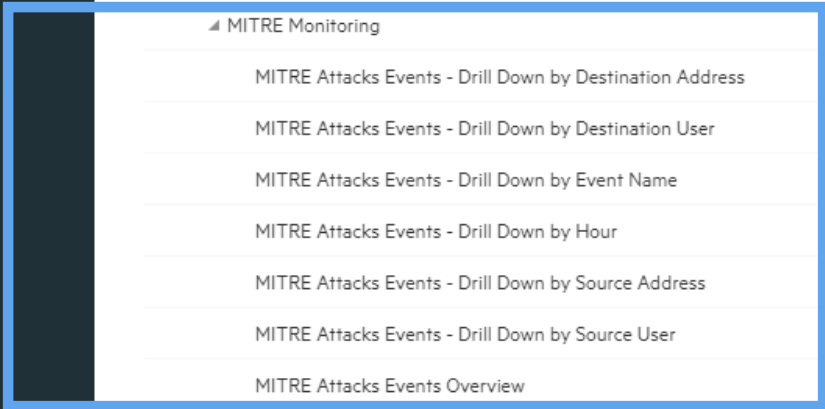 MITRE Monitoring
MITRE Attacks Events - Drill Down by Destination Address
MITRE Attacks Events - Drill Down by Destination User
MITRE Attacks Events - Drill Down by Event Name
MITRE Attacks Events - Drill Down by Hour
MITRE Attacks Events - Drill Down by Source Address
MITRE Attacks Events - Drill Down by Source User
MITRE Attacks Events Overview